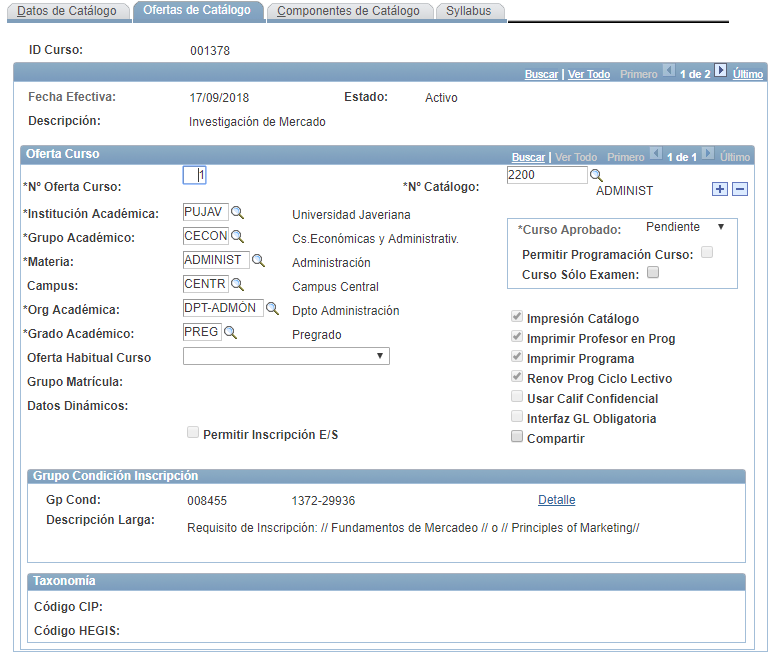 Datos de Catálogo Ofertas de Catálogo Componentes de Catálogo Syllabus
ID Curso: 001378
Buscar | Ver Todo Primero 1 de 2 Último
Fecha Efectiva: 17/09/2018 Estado: Activo
Descripción: Investigación de Mercado
Oferta Curso Buscar | Ver Todo Primero 1 de 1 Último
*Nº Oferta Curso: 1 *Nº Catálogo: 2200 ADMINIST
*Institución Académica: PUJAV Universidad Javeriana
*Grupo Académico: CECON Cs.Económicas y Administrativ.
*Materia: ADMINIST Administración
Campus: CENTR Campus Central
*Org Académica: DPT-ADMÓN Dpto Administración
*Grado Académico: PREG Pregrado
Oferta Habitual Curso
Grupo Matrícula:
Datos Dinámicos:
Permitir Inscripción E/S
*Curso Aprobado: Pendiente
Permitir Programación Curso:
Curso Sólo Examen:
Impresión Catálogo
Imprimir Profesor en Prog
Imprimir Programa
Renov Prog Ciclo Lectivo
Usar Calif Confidencial
Interfaz GL Obligatoria
Compartir
Grupo Condición Inscripción
Gp Cond: 008455 1372-29936 Detalle
Descripción Larga: Requisito de Inscripción: // Fundamentos de Mercadeo // o // Principles of Marketing//
Taxonomía
Código CIP:
Código HEGIS: